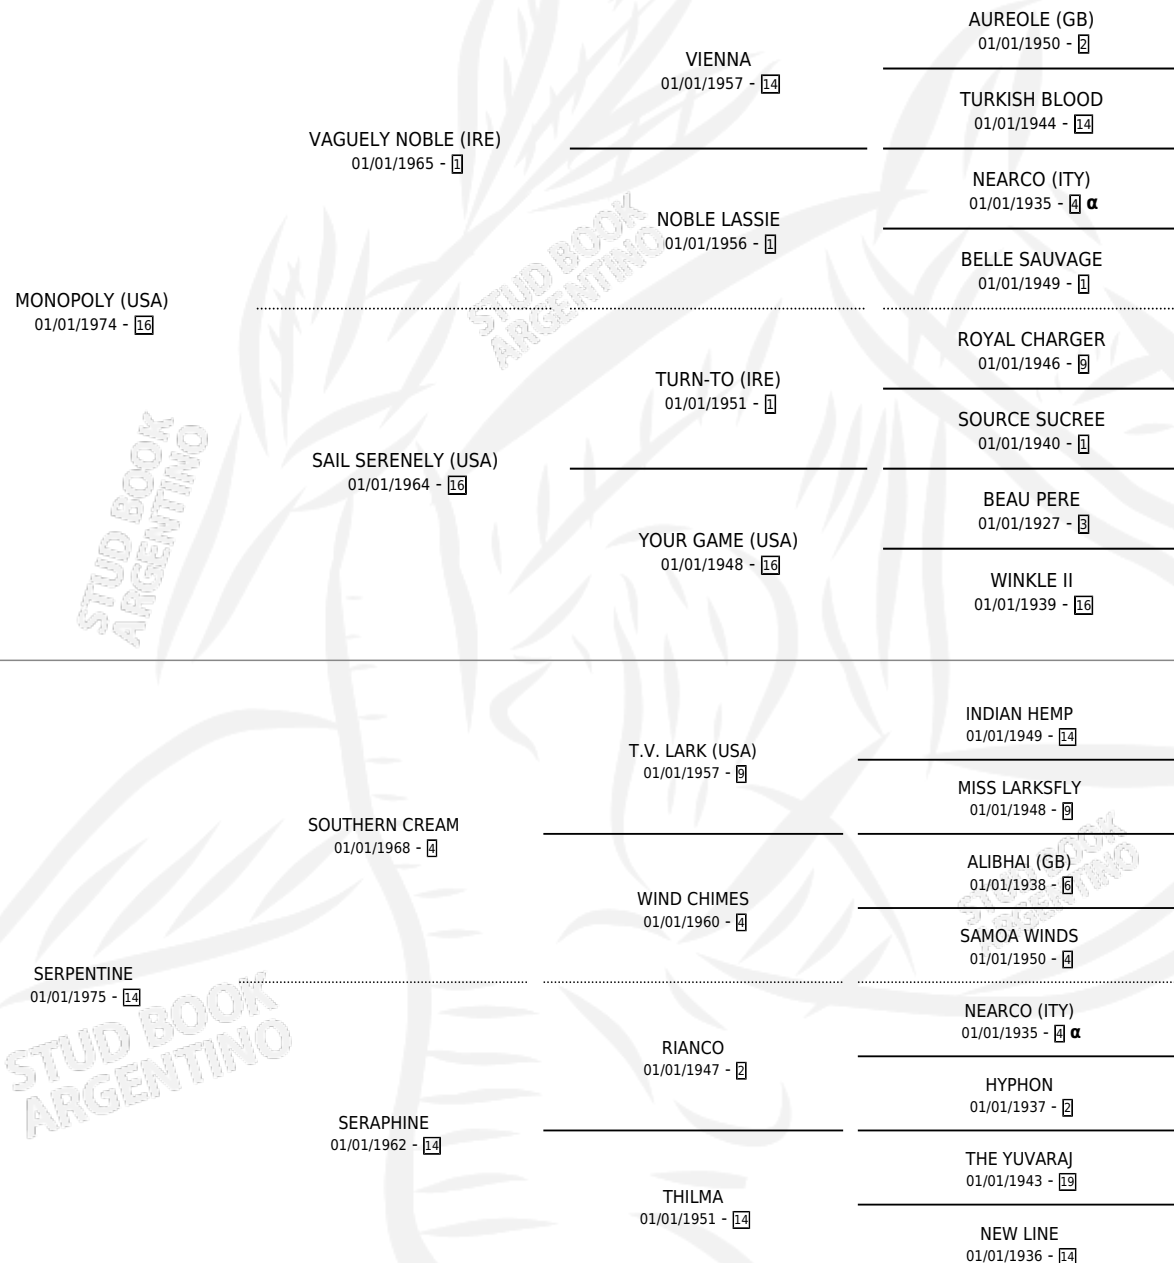 AUREOLE (GB)
01/01/1950 - 2
VIENNA
01/01/1957 - 14
TURKISH BLOOD
01/01/1944 - 14
VAGUELY NOBLE (IRE)
01/01/1965 - 1
NEARCO (ITY)
01/01/1935 - 4 α
NOBLE LASSIE
01/01/1956 - 1
BELLE SAUVAGE
01/01/1949 - 1
MONOPOLY (USA)
01/01/1974 - 16
ROYAL CHARGER
01/01/1946 - 9
TURN-TO (IRE)
01/01/1951 - 1
SOURCE SUCREE
01/01/1940 - 1
SAIL SERENELY (USA)
01/01/1964 - 16
BEAU PERE
01/01/1927 - 3
YOUR GAME (USA)
01/01/1948 - 16
WINKLE II
01/01/1939 - 16
STUD BOOK
ARGENTINO
STUD BOOK
ARGENTINO
INDIAN HEMP
01/01/1949 - 14
T.V. LARK (USA)
01/01/1957 - 9
MISS LARKSFLY
01/01/1948 - 9
SOUTHERN CREAM
01/01/1968 - 4
ALIBHAI (GB)
01/01/1938 - 6
WIND CHIMES
01/01/1960 - 4
SAMOA WINDS
01/01/1950 - 4
SERPENTINE
01/01/1975 - 14
NEARCO (ITY)
01/01/1935 - 4 α
RIANCO
01/01/1947 - 2
HYPHON
01/01/1937 - 2
SERAPHINE
01/01/1962 - 14
THE YUVARAJ
01/01/1943 - 19
THILMA
01/01/1951 - 14
NEW LINE
01/01/1936 - 14
STUD BOOK
ARGENTINO
STUD BOOK
ARGENTINO